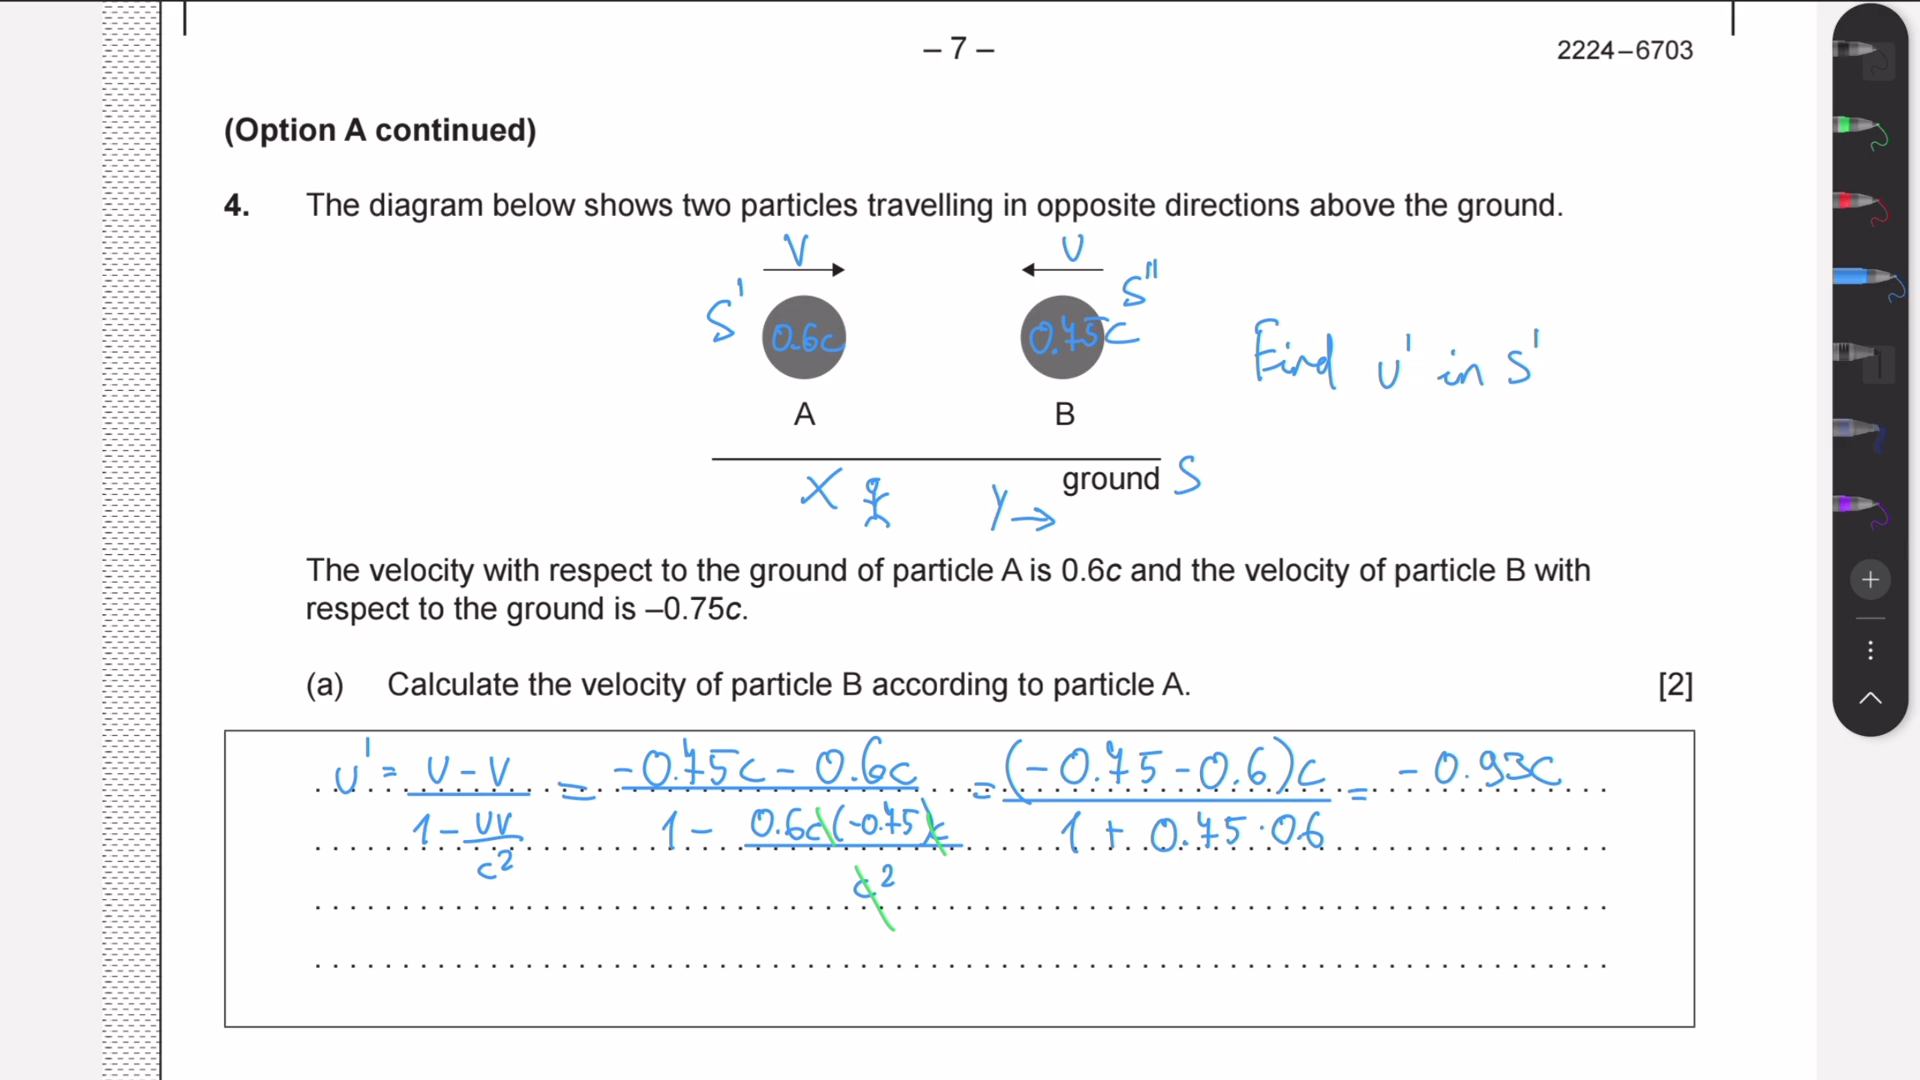 – 7 –
2224–6703
(Option A continued)
4. The diagram below shows two particles travelling in opposite directions above the ground.
V
U
S'
0.6c
0.75c
S"
Find u' in S'
A
B
ground S
X
Y →
The velocity with respect to the ground of particle A is 0.6c and the velocity of particle B with
respect to the ground is –0.75c.
(a) Calculate the velocity of particle B according to particle A. [2]
u' = U - V / 1 - UV/c² = -0.75c - 0.6c / 1 - 0.6c(-0.75)c/c² = (-0.75 - 0.6)c / 1 + 0.75·06 = -0.93c